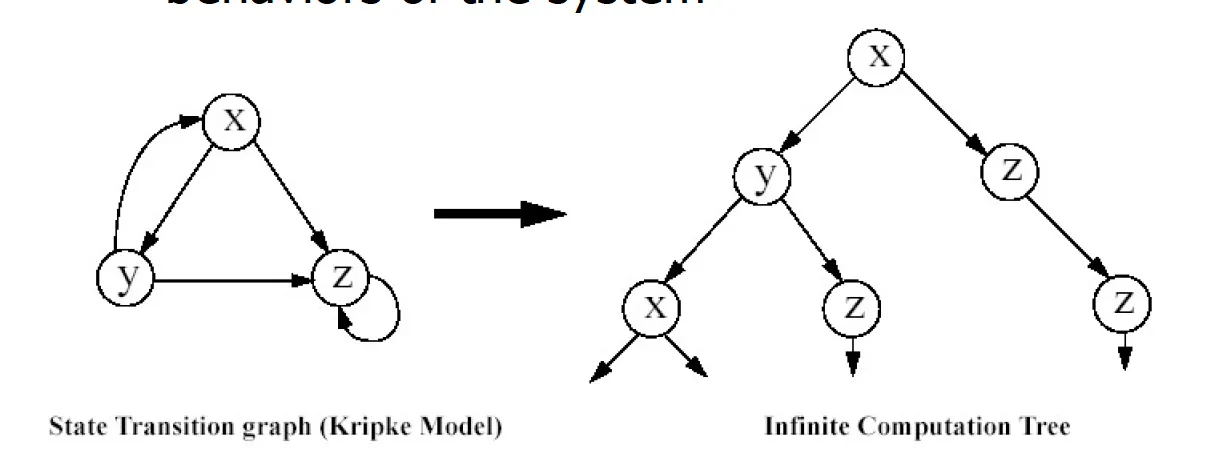 behaviors of the system
x
y
z
x
y
z
x
z
z
State Transition graph (Kripke Model)
Infinite Computation Tree